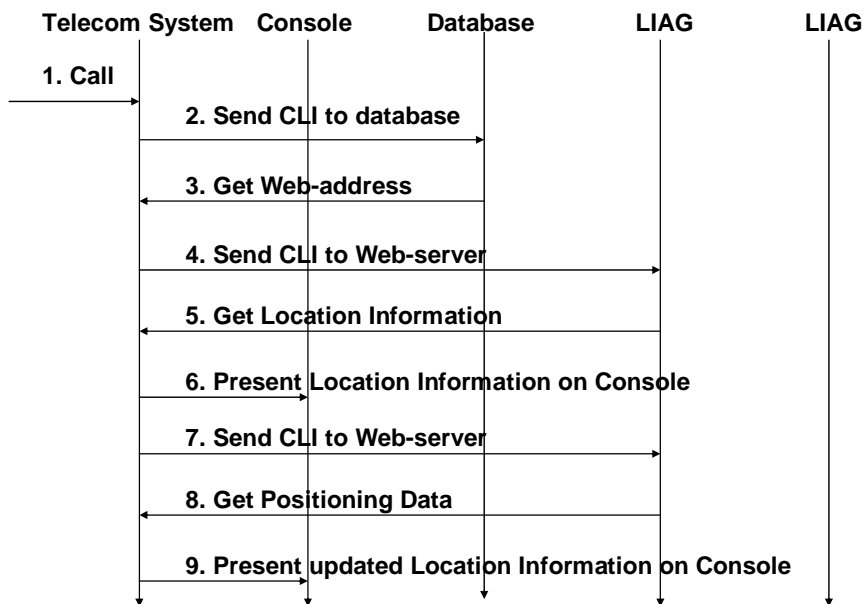 Telecom System Console Database LIAG LIAG
1. Call
2. Send CLI to database
3. Get Web-address
4. Send CLI to Web-server
5. Get Location Information
6. Present Location Information on Console
7. Send CLI to Web-server
8. Get Positioning Data
9. Present updated Location Information on Console